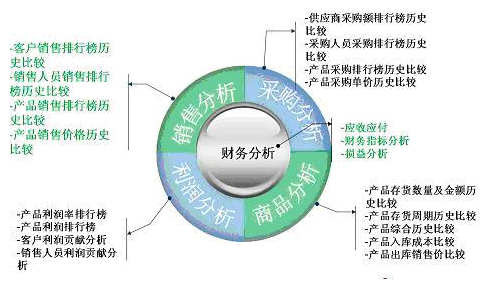 -供应商采购额排行榜历史
比较
-采购人员采购排行榜历史
比较
-产品采购排行榜历史比较
-产品采购单价历史比较
-客户销售排行榜历
史比较
-销售人员销售排行
榜历史比较
-产品销售排行榜历
史比较
-产品销售价格历史
比较
销售分析
采购分析
财务分析
-应收应付
-财务指标分析
-损益分析
利润分析
商品分析
-产品利润率排行榜
-产品利润排行榜
-客户利润贡献分析
-销售人员利润贡献分
析
-产品存货数量及金额历
史比较
-产品存货周期历史比较
-产品综合历史比较
-产品入库成本比较
-产品出库销售价比较